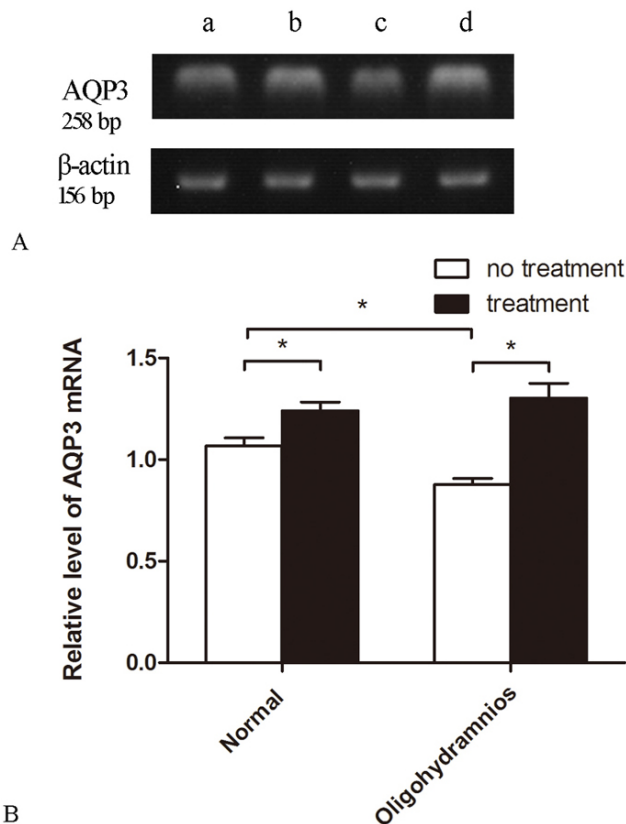 a b c d
AQP3
258 bp
β-actin
156 bp
A
no treatment
treatment
*
* *
Relative level of AQP3 mRNA
1.5
1.0
0.5
0.0
Normal
Oligohydramnios
B